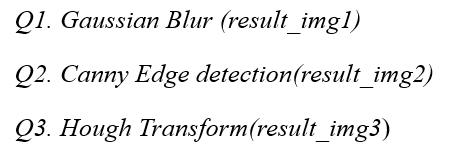 Q1. Gaussian Blur (result_img1)
Q2. Canny Edge detection(result_img2)
Q3. Hough Transform(result_img3)